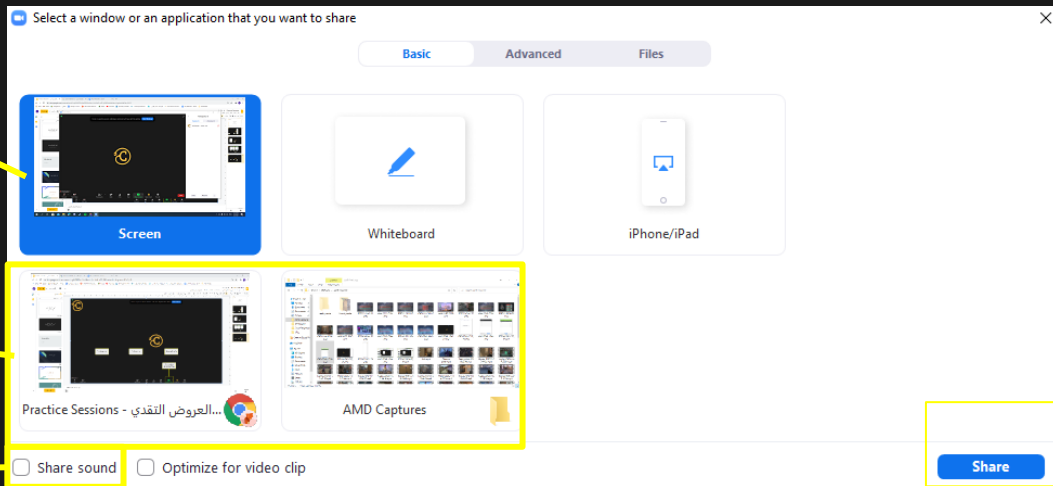 Select a window or an application that you want to share
Basic
Advanced
Files
Screen
Whiteboard
iPhone/iPad
Practice Sessions - العروض التقدي...
AMD Captures
Share sound
Optimize for video clip
Share